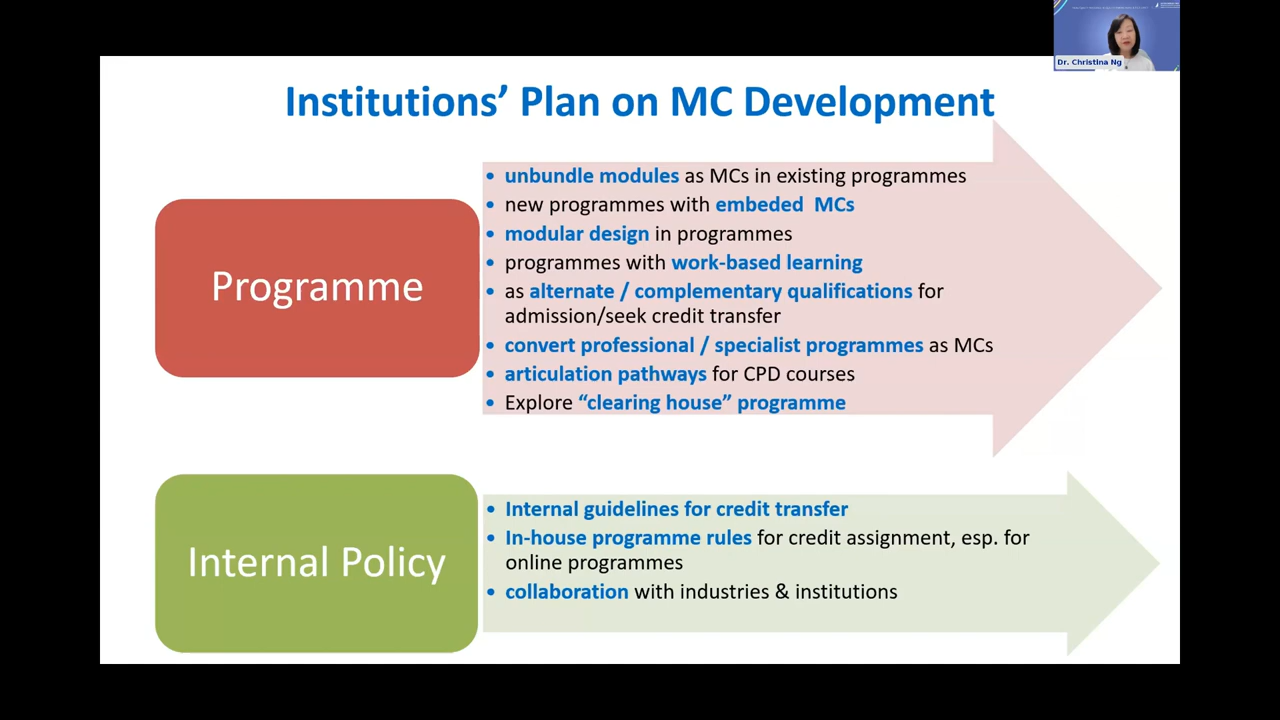 Dr. Christina Ng
Institutions’ Plan on MC Development
Programme
• unbundle modules as MCs in existing programmes
• new programmes with embeded MCs
• modular design in programmes
• programmes with work-based learning
• as alternate / complementary qualifications for
admission/seek credit transfer
• convert professional / specialist programmes as MCs
• articulation pathways for CPD courses
• Explore “clearing house” programme
Internal Policy
• Internal guidelines for credit transfer
• In-house programme rules for credit assignment, esp. for
online programmes
• collaboration with industries & institutions